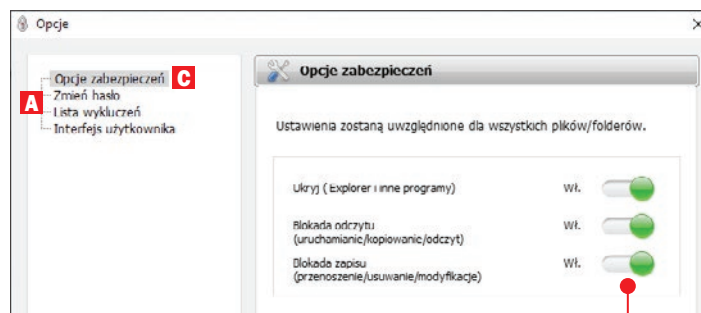 Opcje
Opcje zabezpieczeń C
A
Zmień hasło
Lista wykluczeń
Interfejs użytkownika
Opcje zabezpieczeń
Ustawienia zostaną uwzględnione dla wszystkich plików/folderów.
Ukryj ( Explorer i inne programy) Wł.
Blokada odczytu
(uruchamianie/kopiowanie/odczyt) Wł.
Blokada zapisu
(przenoszenie/usuwanie/modyfikacje) Wł.